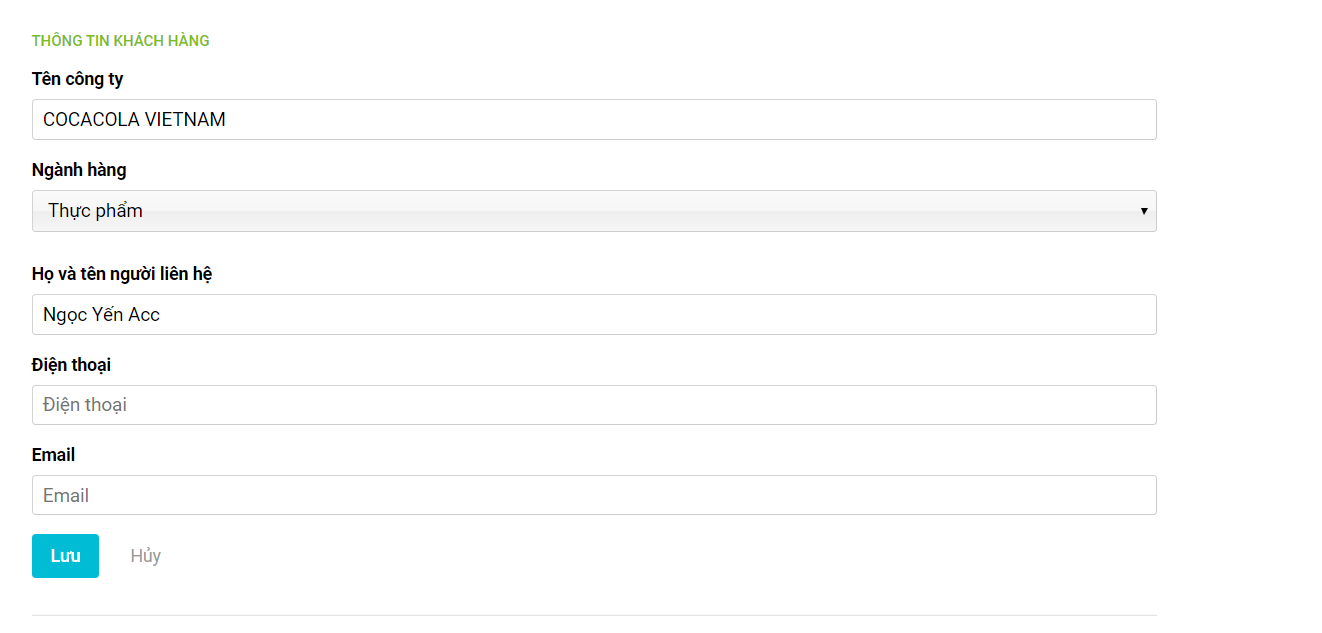 THÔNG TIN KHÁCH HÀNG
Tên công ty
COCACOLA VIETNAM
Ngành hàng
Thực phẩm
Họ và tên người liên hệ
Ngọc Yến Acc
Điện thoại
Điện thoại
Email
Email
Lưu Hủy